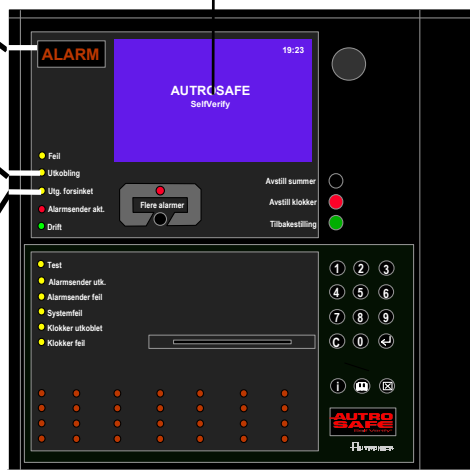 ALARM
19:23
AUTROSAFE
SelfVerify
Feil
Utkobling
Utg. forsinket
Alarmsender akt.
Drift
Flere alarmer
Avstill summer
Avstill klokker
Tilbakestilling
Test
Alarmsender utk.
Alarmsender feil
Systemfeil
Klokker utkoblet
Klokker feil
1 2 3
4 5 6
7 8 9
C 0
i
AUTRO
SAFE